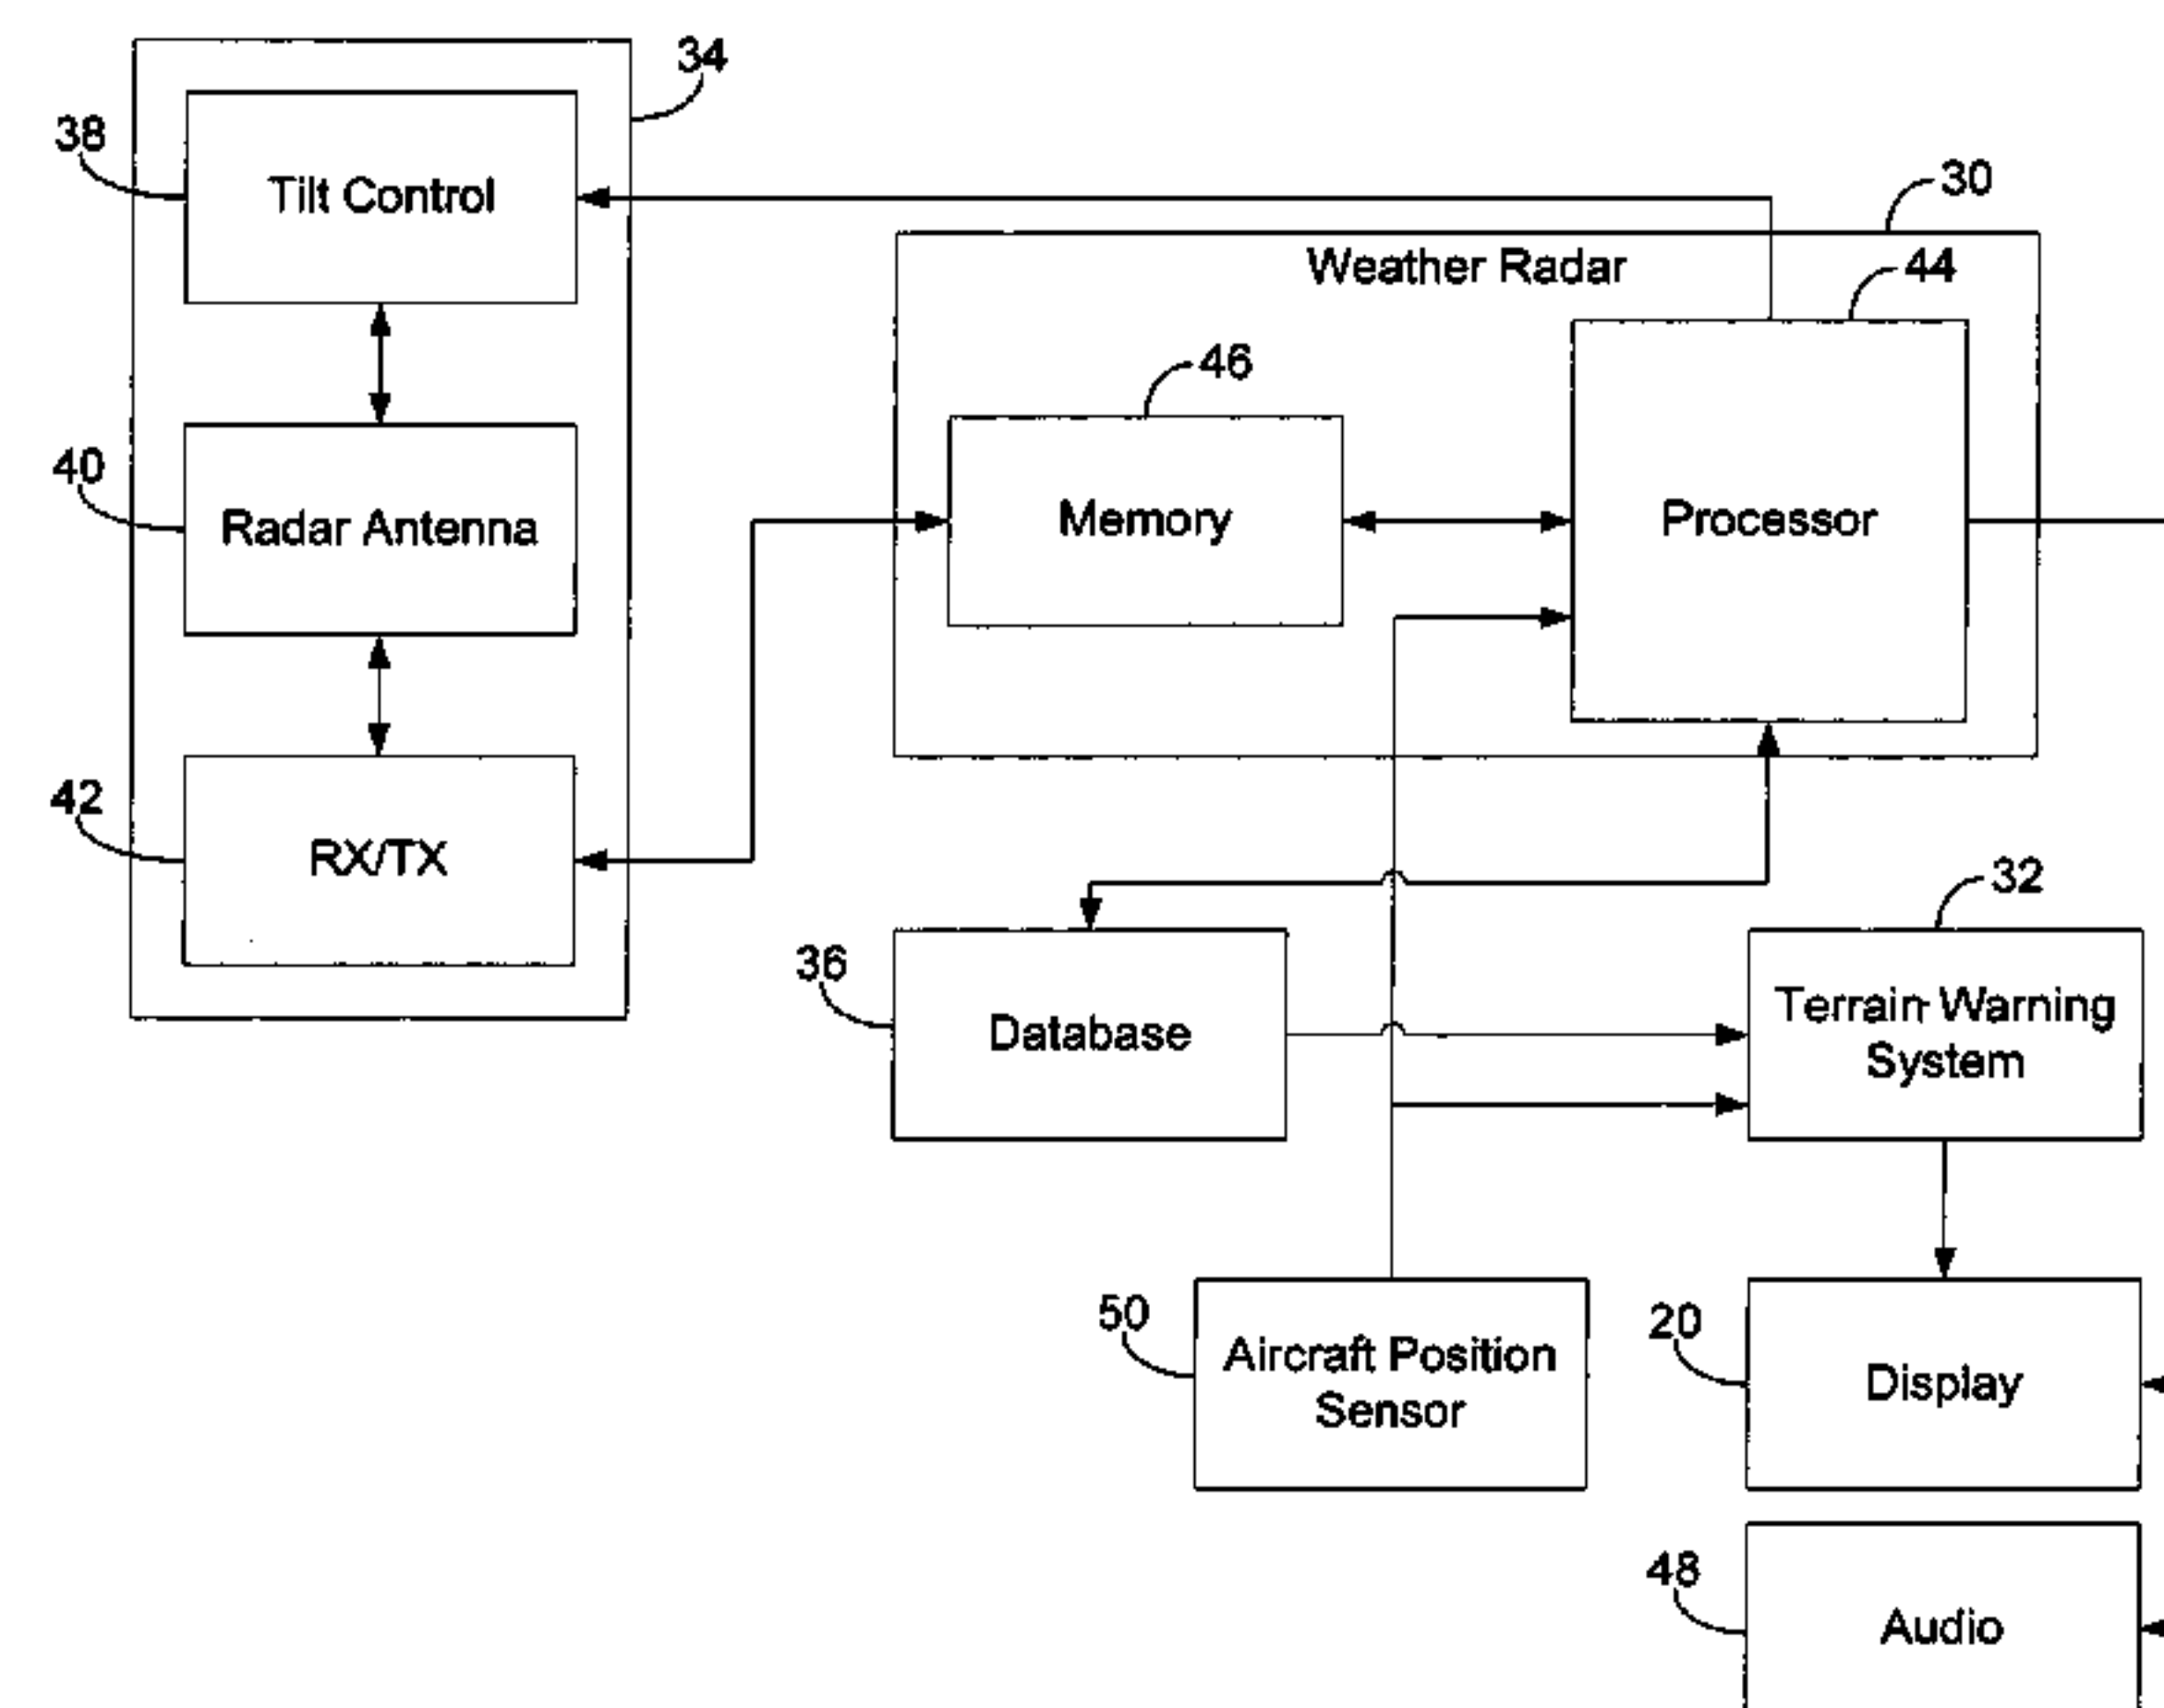 34
38
Tilt Control
30
Weather Radar
44
46
40
Radar Antenna
Memory
Processor
42
RX/TX
32
36
Database
Terrain Warning
System
50
Aircraft Position
Sensor
20
Display
48
Audio